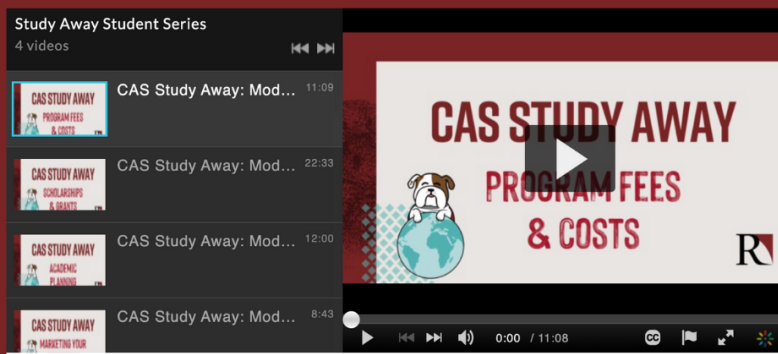 Study Away Student Series
4 videos
CAS STUDY AWAY
PROGRAM FEES
& COSTS
CAS Study Away: Mod...
11:09
CAS STUDY AWAY
SCHOLARSHIPS
& GRANTS
CAS Study Away: Mod...
22:33
CAS STUDY AWAY
ACADEMIC
PLANNING
CAS Study Away: Mod...
12:00
CAS STUDY AWAY
MARKETING YOUR
CAS Study Away: Mod...
8:43
CAS STUDY AWAY
PROGRAM FEES
& COSTS
R
0:00 / 11:08
CC